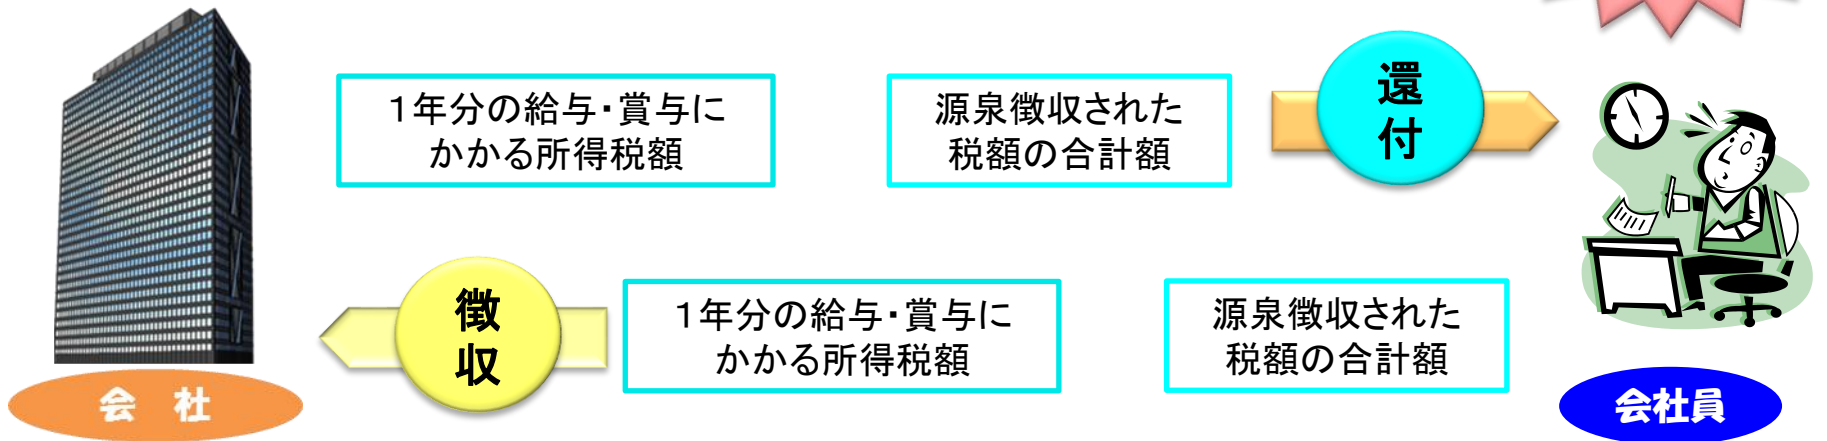 1年分の給与・賞与に
かかる所得税額
源泉徴収された
税額の合計額
還
付
徴
収
1年分の給与・賞与に
かかる所得税額
源泉徴収された
税額の合計額
会 社
会社員